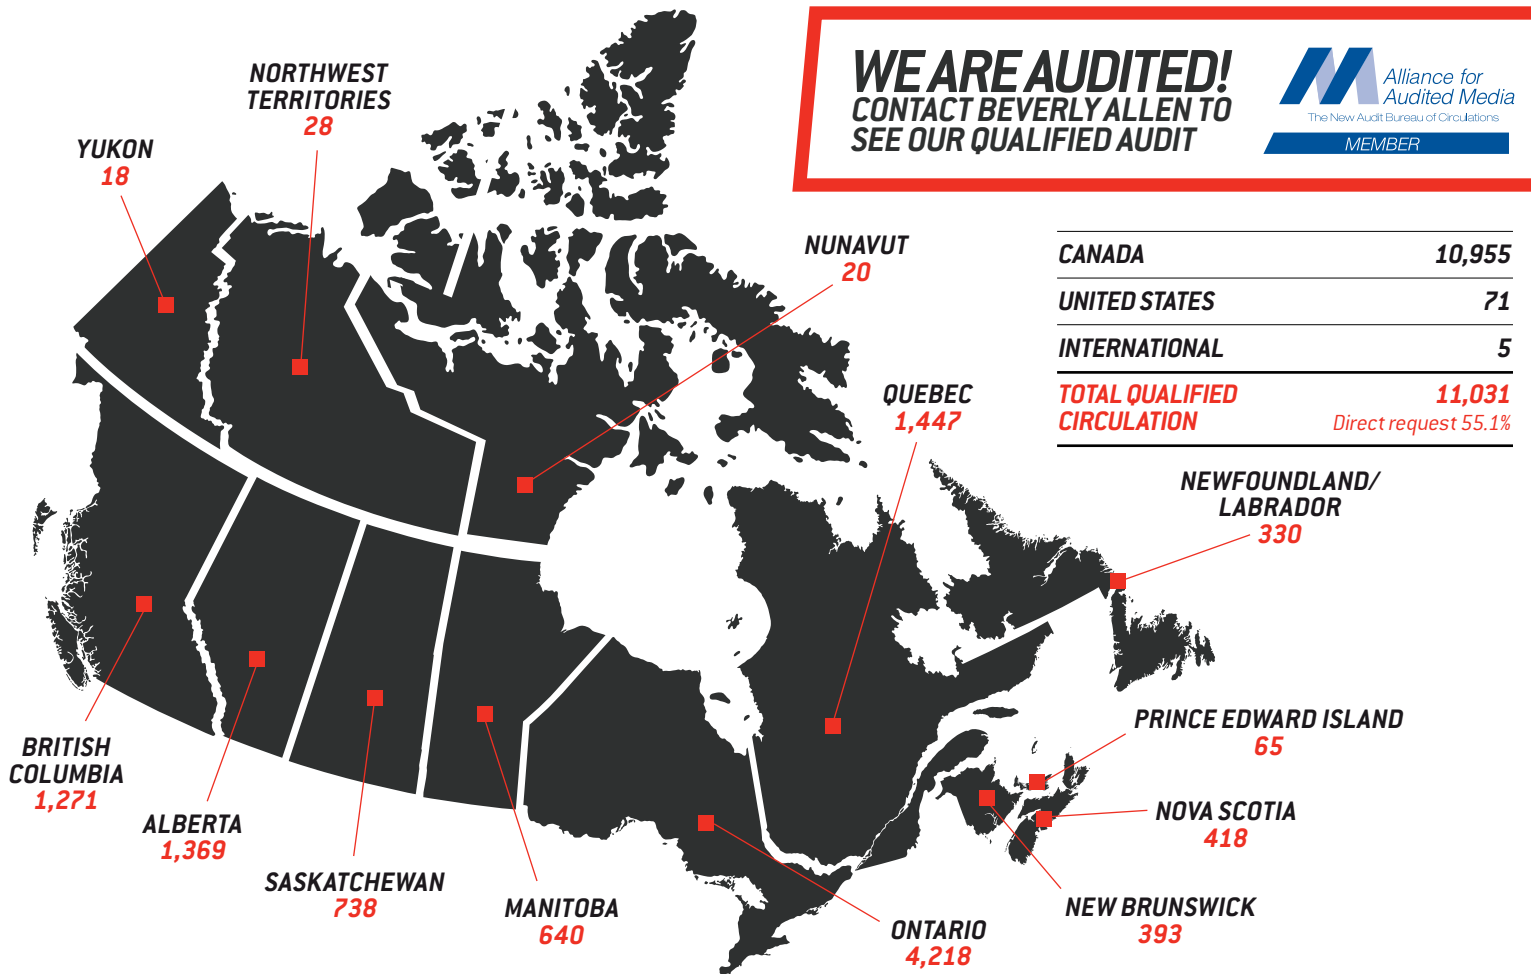 WE ARE AUDITED!
CONTACT BEVERLY ALLEN TO
SEE OUR QUALIFIED AUDIT
Alliance for
Audited Media
The New Audit Bureau of Circulations
MEMBER
NORTHWEST
TERRITORIES
28
YUKON
18
NUNAVUT
20
CANADA 10,955
UNITED STATES 71
INTERNATIONAL 5
TOTAL QUALIFIED 11,031
CIRCULATION Direct request 55.1%
QUEBEC
1,447
NEWFOUNDLAND/
LABRADOR
330
BRITISH
COLUMBIA
1,271
ALBERTA
1,369
SASKATCHEWAN
738
MANITOBA
640
ONTARIO
4,218
PRINCE EDWARD ISLAND
65
NOVA SCOTIA
418
NEW BRUNSWICK
393